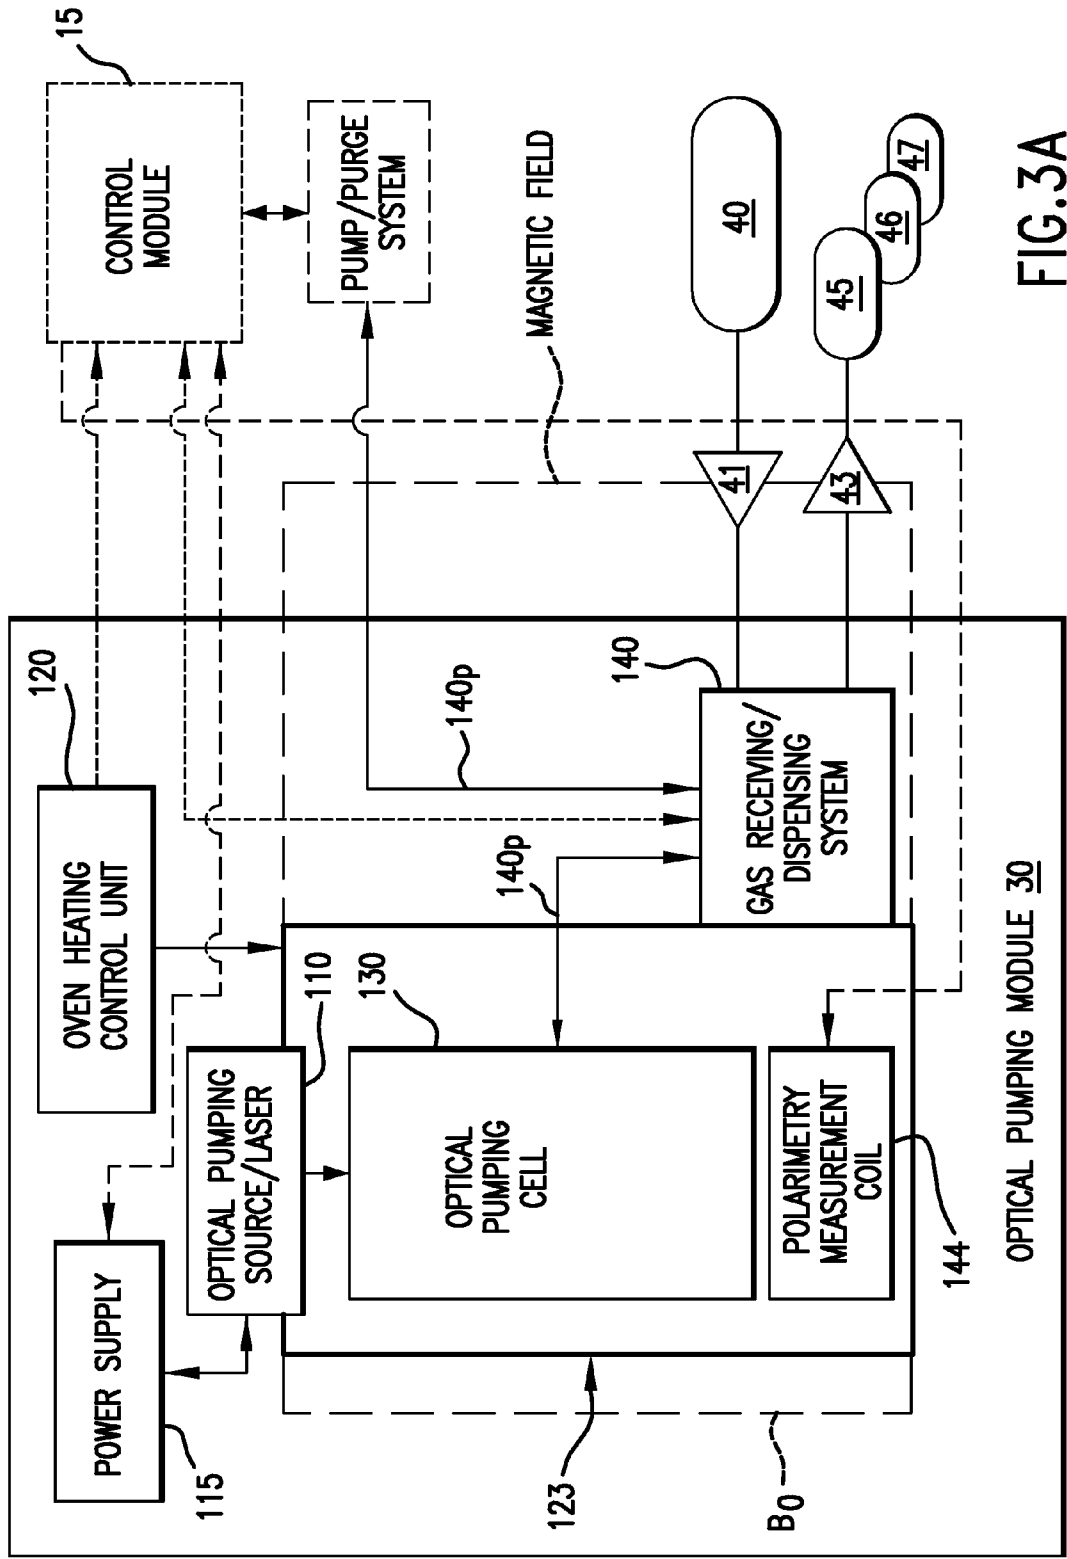 15
CONTROL
MODULE
PUMP/PURGE
SYSTEM
MAGNETIC FIELD
40
41
43
45
46
47
FIG.3A
120
OVEN HEATING
CONTROL UNIT
140p
140p
140
GAS RECEIVING/
DISPENSING
SYSTEM
110
OPTICAL PUMPING
SOURCE/LASER
130
OPTICAL
PUMPING
CELL
POLARIMETRY
MEASUREMENT
COIL
144
POWER SUPPLY
115
123
B0
OPTICAL PUMPING MODULE 30